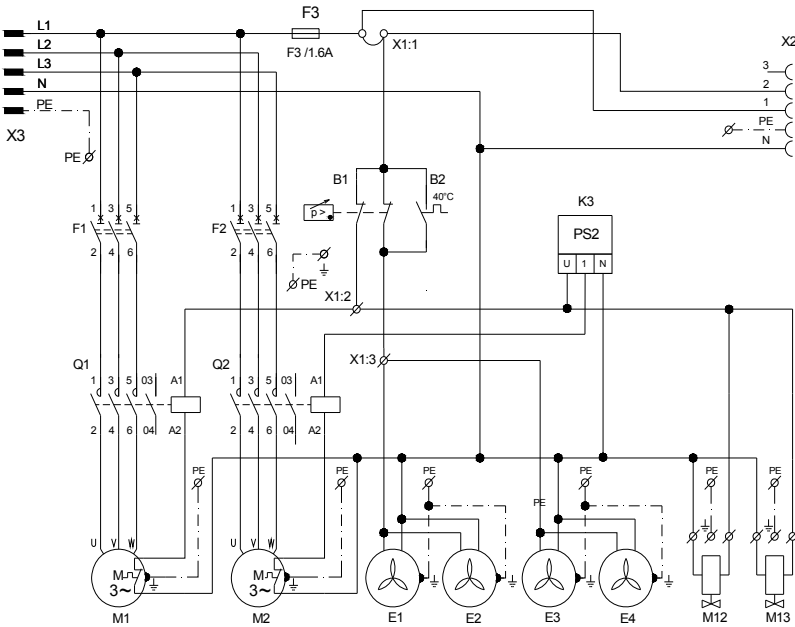 F3
L1
X1:1
X2
L2
F3 /1.6A
L3
3
N
2
PE
1
X3
PE
N
PE
B1
B2
40°C
K3
1 3 5
1 3 5
p >
PS2
F1
F2
2 4 6
2 4 6
U 1 N
PE
X1:2
X1:3
Q1
Q2
1 3 5 03
A1
1 3 5 03
A1
2 4 6 04
A2
2 4 6 04
A2
PE
PE
PE
PE
PE
PE
PE
U V W
U V W
M
3~
M
3~
M1
M2
E1
E2
E3
E4
M12
M13